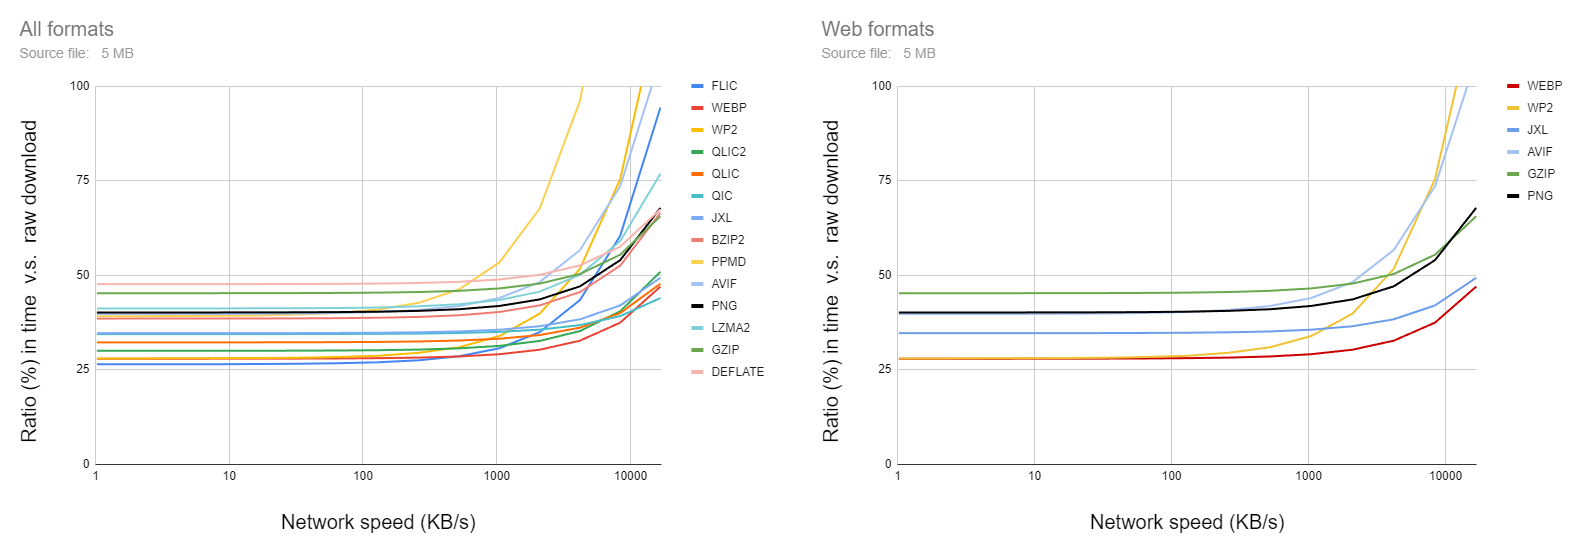 All formats
Source file: 5 MB
Ratio (%) in time v.s. raw download
100
75
50
25
0
1
10
100
1000
10000
Network speed (KB/s)
FLIC
WEBP
WP2
QLIC2
QLIC
QIC
JXL
BZIP2
PPMD
AVIF
PNG
LZMA2
GZIP
DEFLATE
Web formats
Source file: 5 MB
Ratio (%) in time v.s. raw download
100
75
50
25
0
1
10
100
1000
10000
Network speed (KB/s)
WEBP
WP2
JXL
AVIF
GZIP
PNG